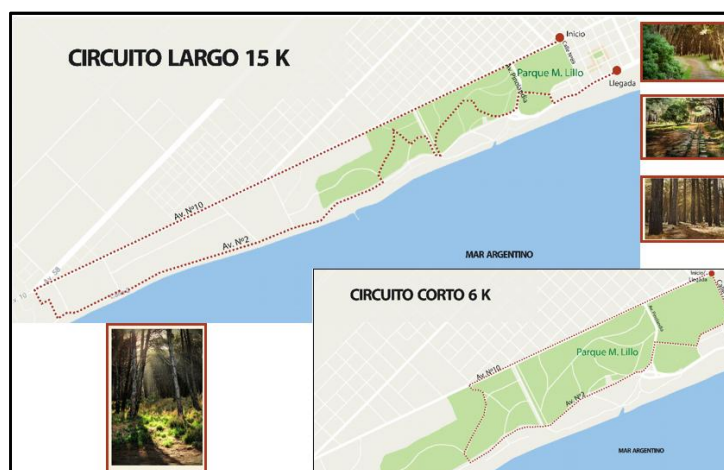 CIRCUITO LARGO 15 K
Inicio
Parque M. Lillo
Llegada
Av. Nº10
Av. Nº2
MAR ARGENTINO
CIRCUITO CORTO 6 K
Inicio/
Llegada
Av. Nº10
Parque M. Lillo
Av. Nº2
MAR ARGENTINO